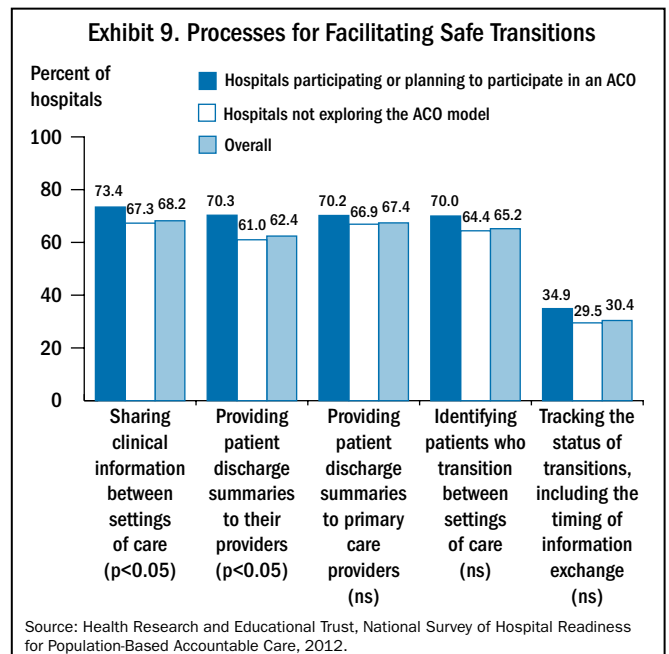 Exhibit 9. Processes for Facilitating Safe Transitions
Percent of
hospitals
Hospitals participating or planning to participate in an ACO
Hospitals not exploring the ACO model
Overall
100
80
60
40
20
0
73.4
67.3
68.2
70.3
61.0
62.4
70.2
66.9
67.4
70.0
64.4
65.2
34.9
29.5
30.4
Sharing
clinical
information
between
settings
of care
(p<0.05)
Providing
patient
discharge
summaries
to their
providers
(p<0.05)
Providing
patient
discharge
summaries
to primary
care
providers
(ns)
Identifying
patients who
transition
between
settings
of care
(ns)
Tracking the
status of
transitions,
including the
timing of
information
exchange
(ns)
Source: Health Research and Educational Trust, National Survey of Hospital Readiness
for Population-Based Accountable Care, 2012.